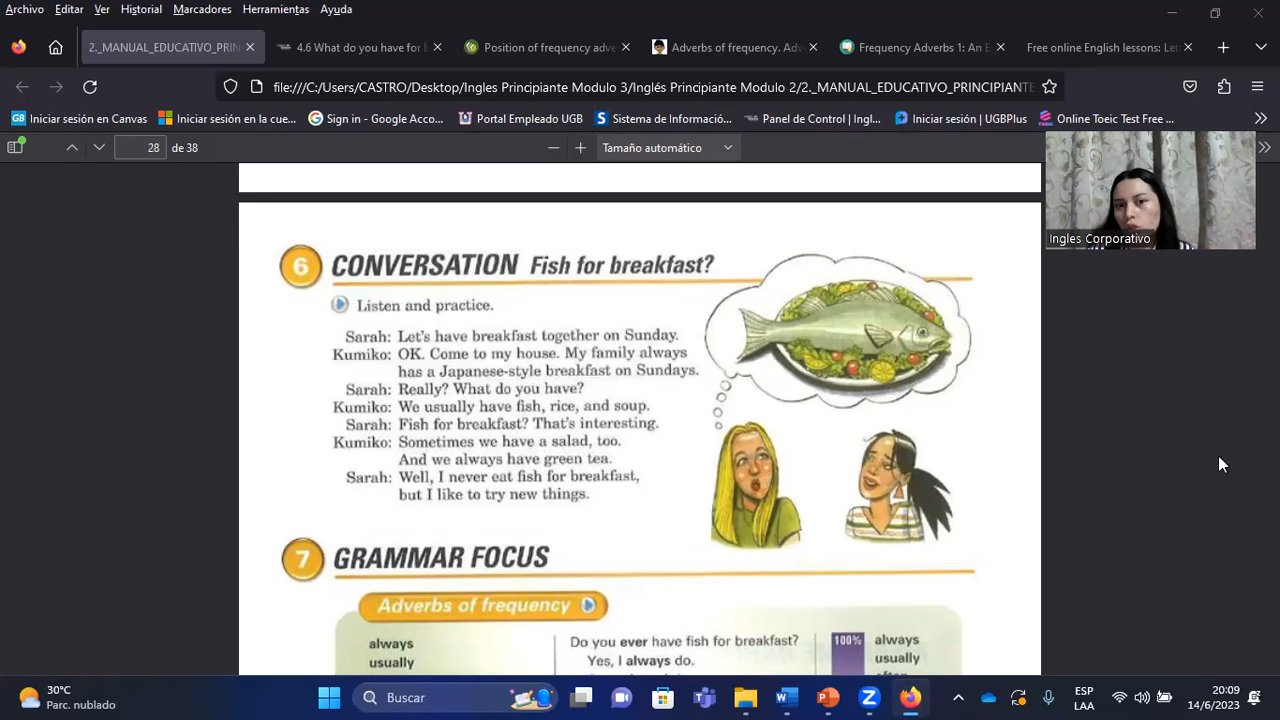 Archivo Editar Ver Historial Marcadores Herramientas Ayuda
2._MANUAL_EDUCATIVO_PRIN
4.6 What do you have for b
Position of frequency adve
Adverbs of frequency. Adv
Frequency Adverbs 1: An E
Free online English lessons: Let
file:///C:/Users/CASTRO/Desktop/Ingles Principiante Modulo 3/Inglés Principiante Modulo 2/2._MANUAL_EDUCATIVO_PRINCIPIANTE
GB Iniciar sesión en Canvas
Iniciar sesión en la cue...
Sign in - Google Acco...
Portal Empleado UGB
S Sistema de Informació...
Panel de Control | Ingl...
Iniciar sesión | UGBPlus
Online Toeic Test Free ...
28 de 38
Tamaño automático
Ingles Corporativo
6 CONVERSATION Fish for breakfast?
Listen and practice.
Sarah: Let's have breakfast together on Sunday.
Kumiko: OK. Come to my house. My family always
has a Japanese-style breakfast on Sundays.
Sarah: Really? What do you have?
Kumiko: We usually have fish, rice, and soup.
Sarah: Fish for breakfast? That's interesting.
Kumiko: Sometimes we have a salad, too.
And we always have green tea.
Sarah: Well, I never eat fish for breakfast,
but I like to try new things.
7 GRAMMAR FOCUS
Adverbs of frequency
always
usually
Do you ever have fish for breakfast?
Yes, I always do.
100% always
usually
30°C
Parc. nublado
Buscar
ESP
LAA
20:09
14/6/2023